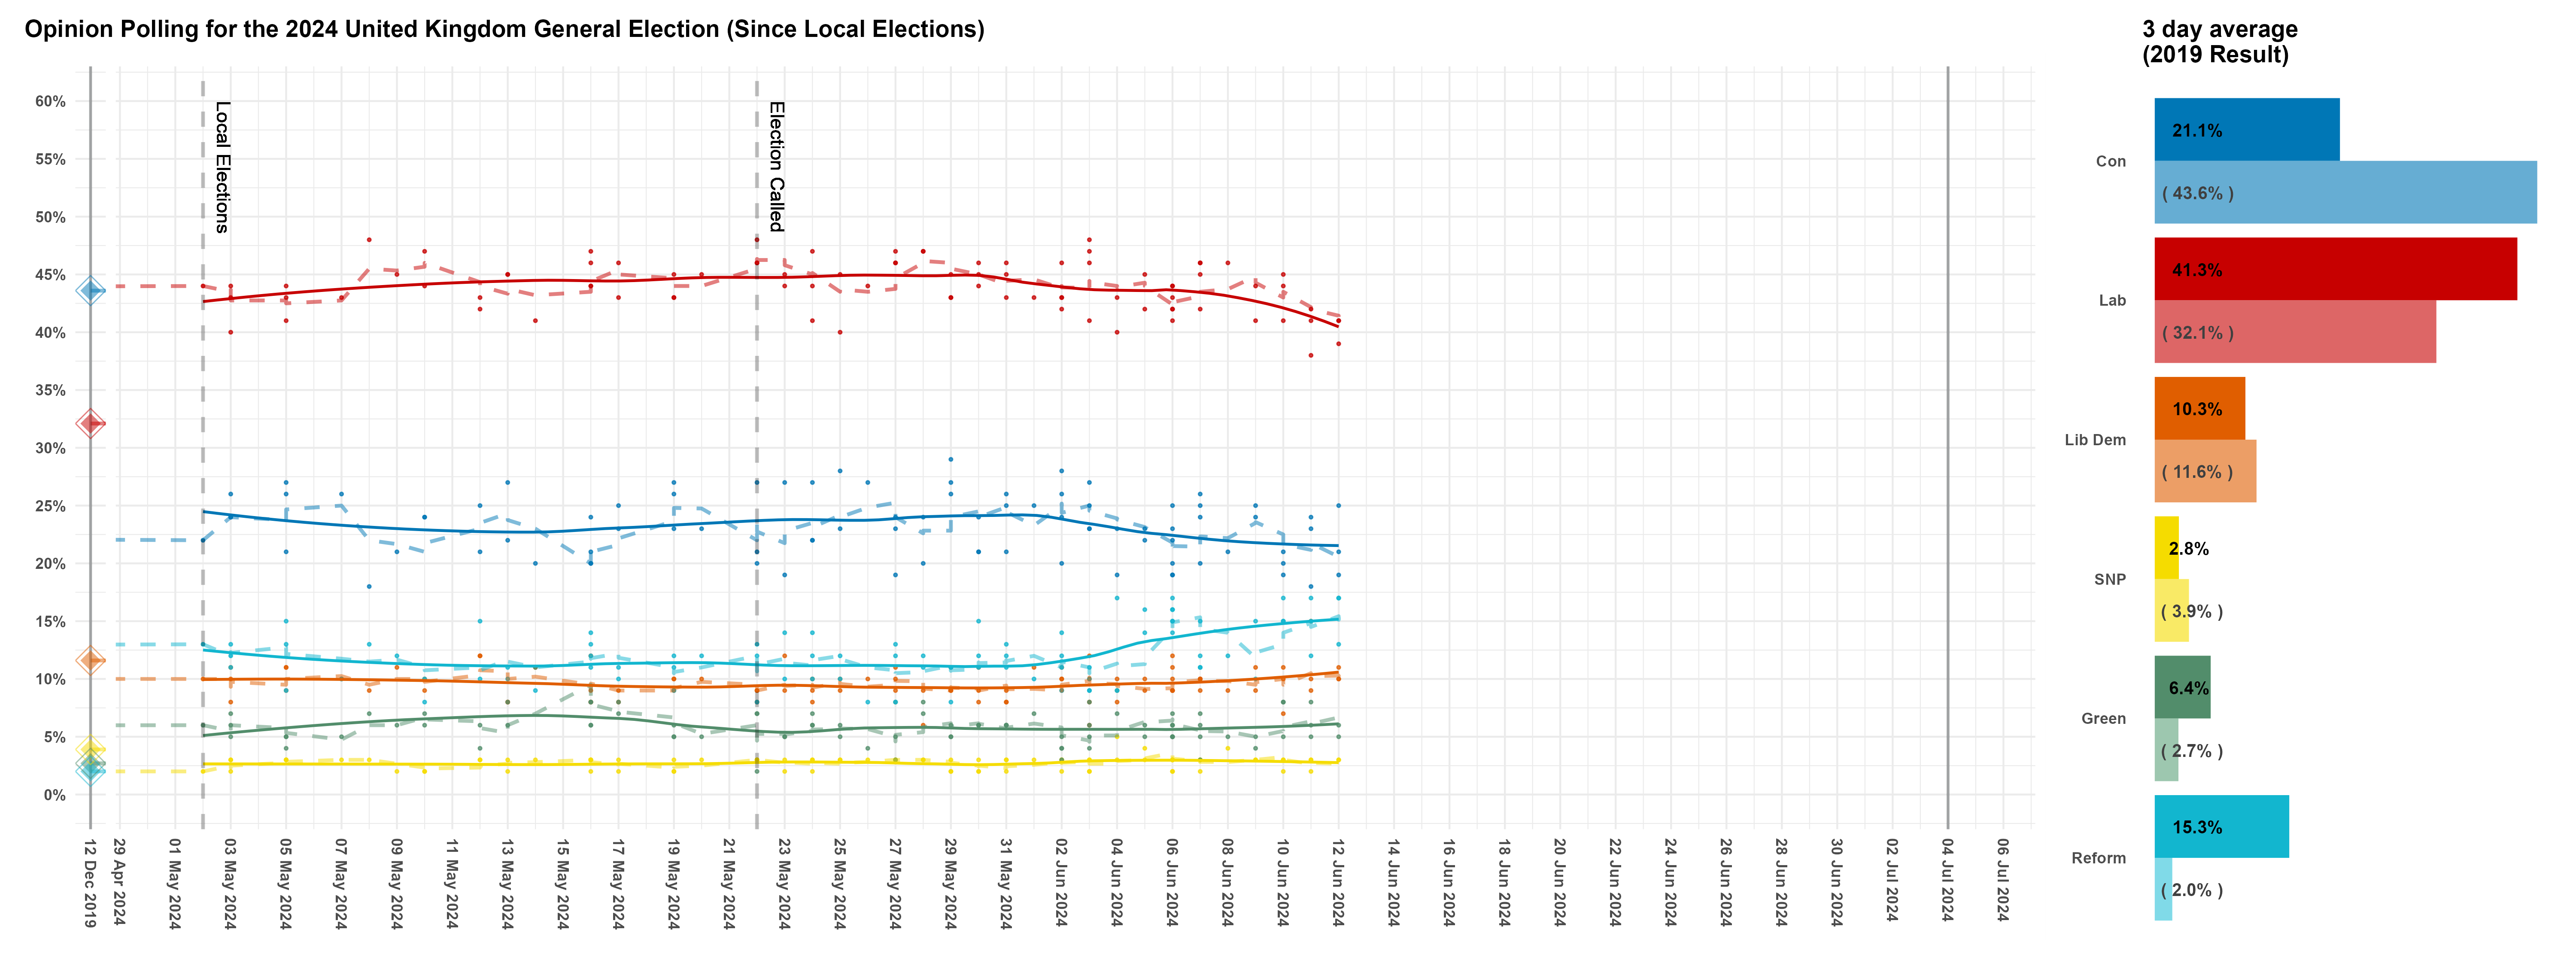 Opinion Polling for the 2024 United Kingdom General Election (Since Local Elections)
60%
55%
50%
45%
40%
35%
30%
25%
20%
15%
10%
5%
0%
Local Elections
Election Called
12 Dec 2019
29 Apr 2024
01 May 2024
03 May 2024
05 May 2024
07 May 2024
09 May 2024
11 May 2024
13 May 2024
15 May 2024
17 May 2024
19 May 2024
21 May 2024
23 May 2024
25 May 2024
27 May 2024
29 May 2024
31 May 2024
02 Jun 2024
04 Jun 2024
06 Jun 2024
08 Jun 2024
10 Jun 2024
12 Jun 2024
14 Jun 2024
16 Jun 2024
18 Jun 2024
20 Jun 2024
22 Jun 2024
24 Jun 2024
26 Jun 2024
28 Jun 2024
30 Jun 2024
02 Jul 2024
04 Jul 2024
06 Jul 2024
3 day average
(2019 Result)
Con
21.1%
( 43.6% )
Lab
41.3%
( 32.1% )
Lib Dem
10.3%
( 11.6% )
SNP
2.8%
( 3.9% )
Green
6.4%
( 2.7% )
Reform
15.3%
( 2.0% )